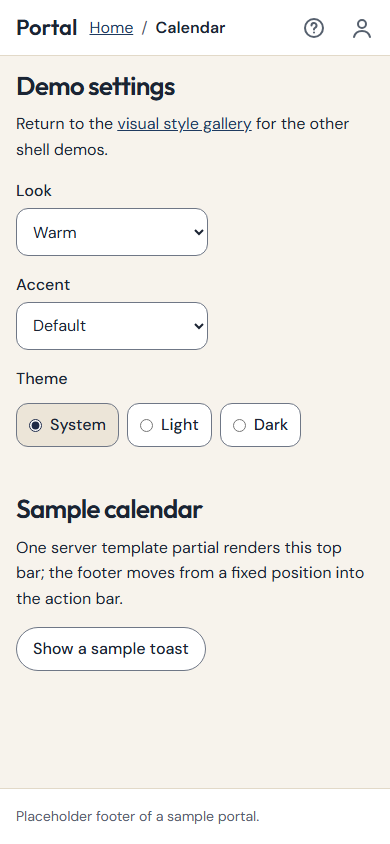 Portal Home / Calendar
Demo settings
Return to the visual style gallery for the other
shell demos.
Look
Warm
Accent
Default
Theme
System Light Dark
Sample calendar
One server template partial renders this top
bar; the footer moves from a fixed position into
the action bar.
Show a sample toast
Placeholder footer of a sample portal.